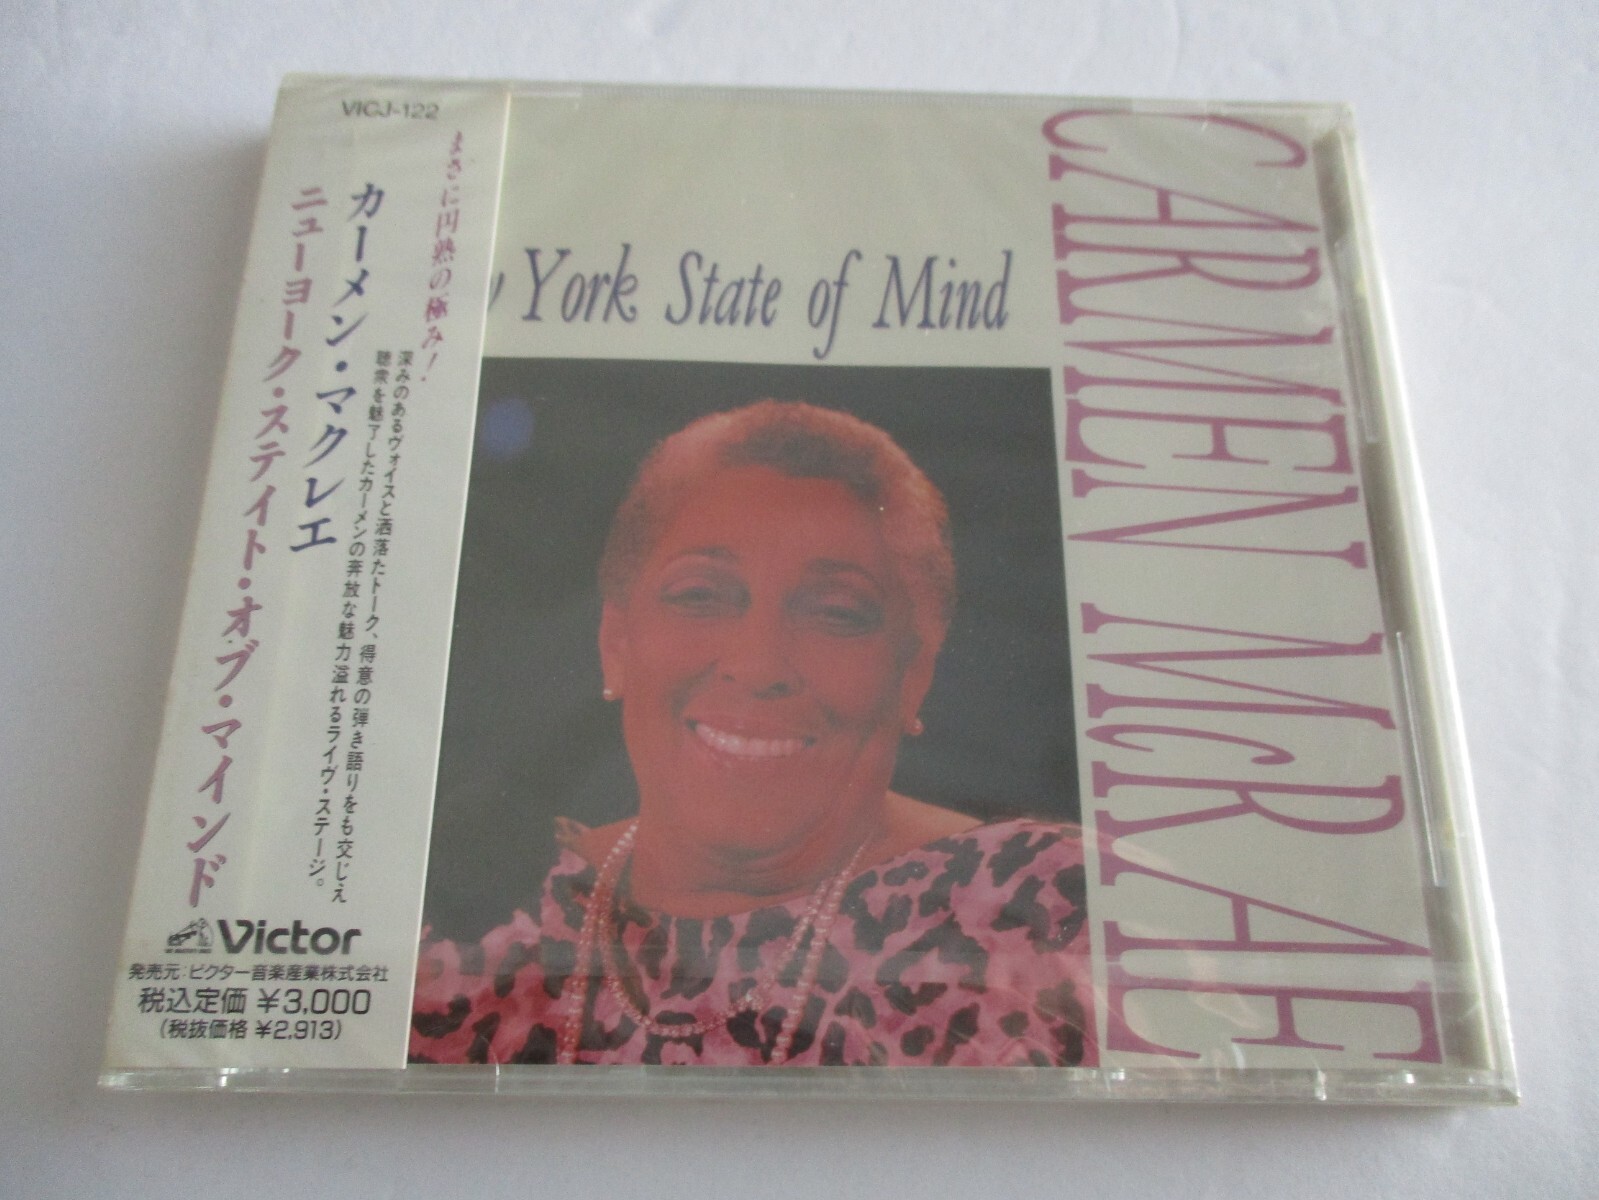 VICJ-122
まさに円熟の極み!
深みのあるヴォイスと洒落たトーク、得意の弾き語りをも交じえ
聴衆を魅了したカーメンの奔放な魅力溢れるライヴ・ステージ。
カーメン・マクレエ
ニューヨーク・ステイト・オブ・マインド
Victor
発売元:ビクター音楽産業株式会社
税込定価 ¥3,000
(税抜価格 ¥2,913)
York State of Mind
CARMEN McRAE